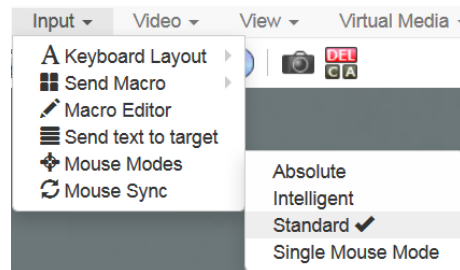 Input Video View Virtual Media
Keyboard Layout
Send Macro
DEL
C A
Macro Editor
Send text to target
Mouse Modes
Mouse Sync
Absolute
Intelligent
Standard
Single Mouse Mode